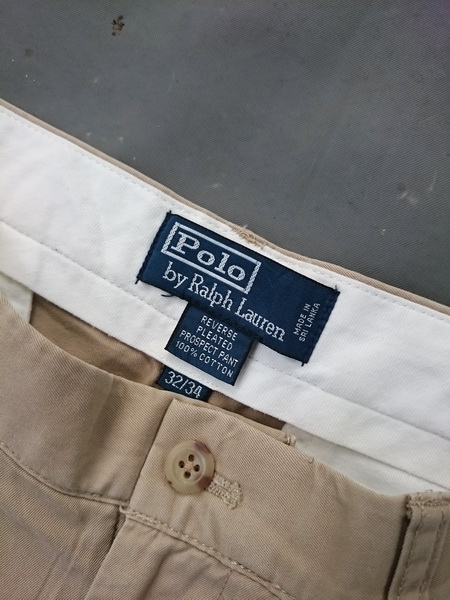 Polo
by Ralph Lauren
MADE IN
SRI LANKA
REVERSE
PLEATED
PROSPECT PANT
100% COTTON
32/34